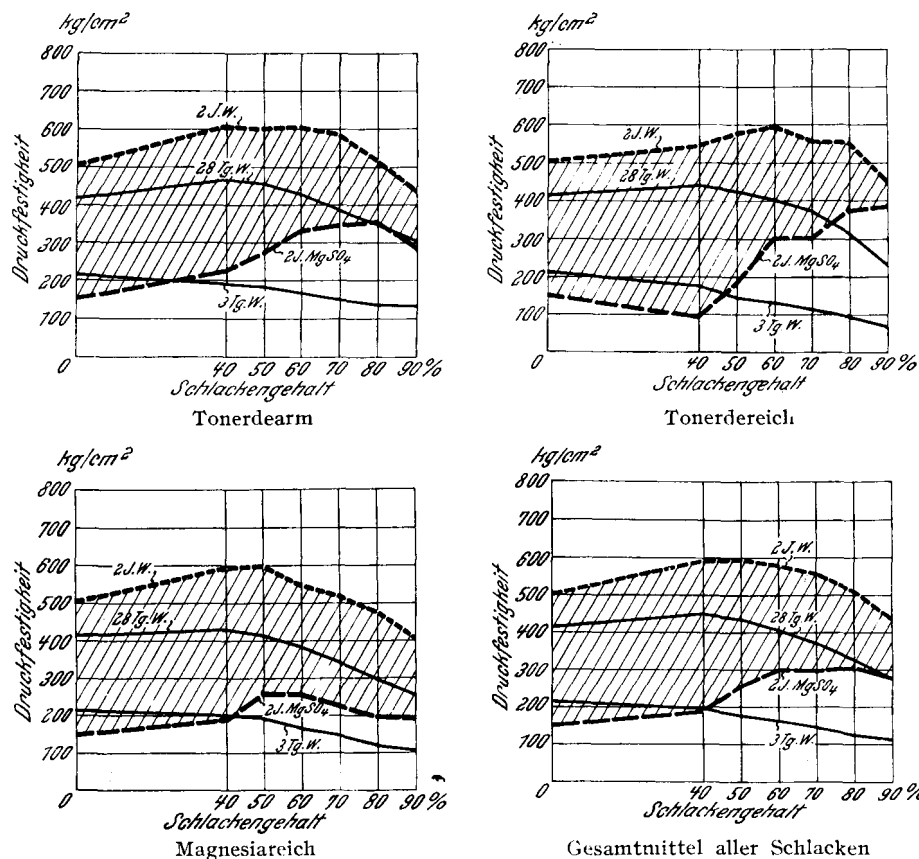 kg/cm²
800
700
600
500
400
300
200
100
0
Druckfestigkeit
2 J. W.
28 Tg. W.
2 J. MgSO₄
3 Tg. W.
40 50 60 70 80 90 %
Schlackengehalt
Tonerdearm
kg/cm²
800
700
600
500
400
300
200
100
0
Druckfestigkeit
2 J. W.
28 Tg. W.
2 J. MgSO₄
3 Tg. W.
40 50 60 70 80 90 %
Schlackengehalt
Tonerdereich
kg/cm²
800
700
600
500
400
300
200
100
0
Druckfestigkeit
2 J. W.
28 Tg. W.
2 J. MgSO₄
3 Tg. W.
40 50 60 70 80 90 %
Schlackengehalt
Magnesiareich
kg/cm²
800
700
600
500
400
300
200
100
0
Druckfestigkeit
2 J. W.
28 Tg. W.
2 J. MgSO₄
3 Tg. W.
40 50 60 70 80 90 %
Schlackengehalt
Gesamtmittel aller Schlacken